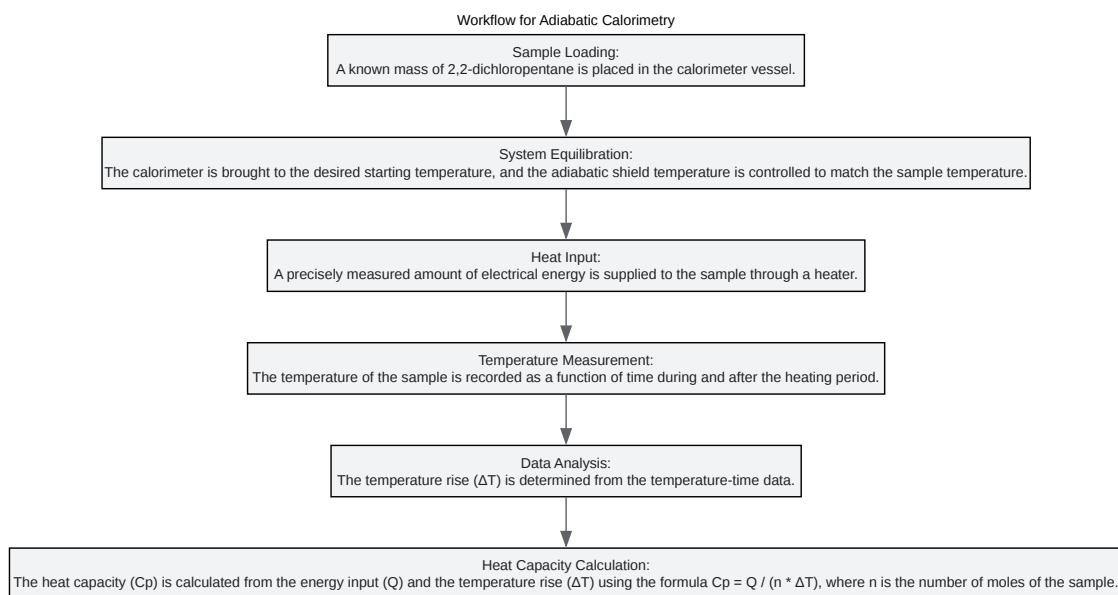 Workflow for Adiabatic Calorimetry
Sample Loading:
A known mass of 2,2-dichloropentane is placed in the calorimeter vessel.
System Equilibration:
The calorimeter is brought to the desired starting temperature, and the adiabatic shield temperature is controlled to match the sample temperature.
Heat Input:
A precisely measured amount of electrical energy is supplied to the sample through a heater.
Temperature Measurement:
The temperature of the sample is recorded as a function of time during and after the heating period.
Data Analysis:
The temperature rise (ΔT) is determined from the temperature-time data.
Heat Capacity Calculation:
The heat capacity (Cp) is calculated from the energy input (Q) and the temperature rise (ΔT) using the formula Cp = Q / (n * ΔT), where n is the number of moles of the sample.